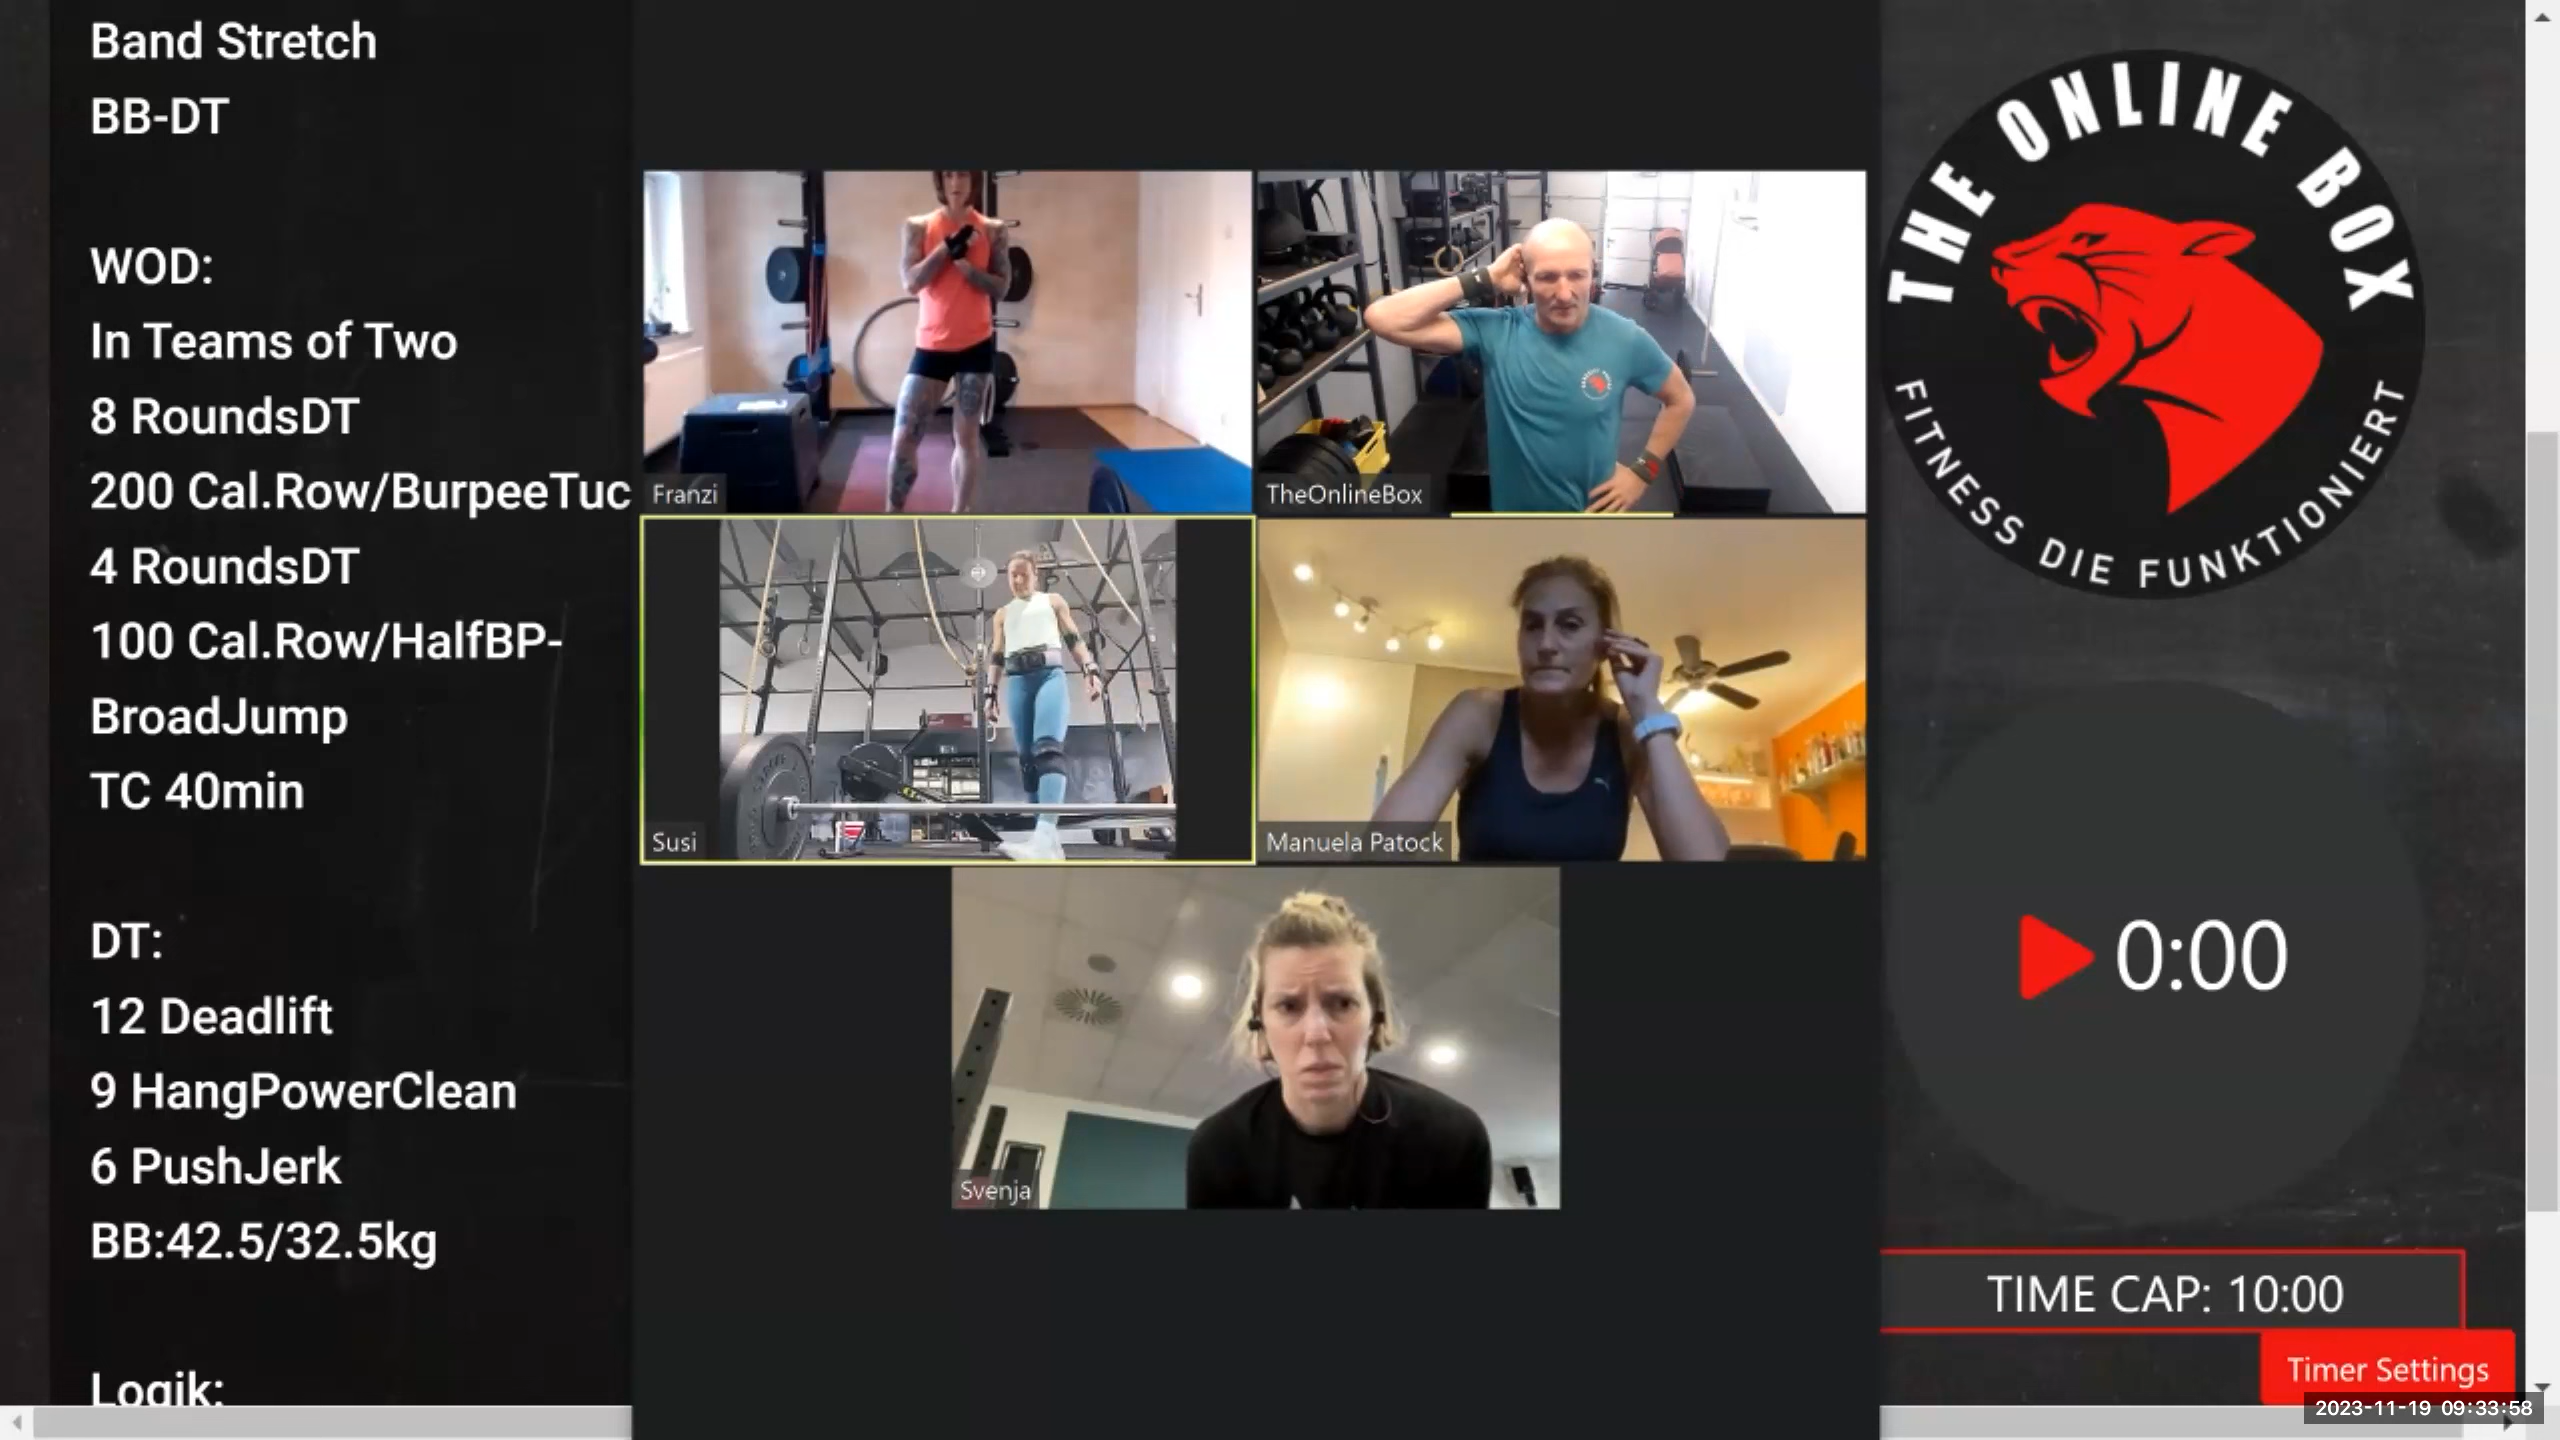 Band Stretch
BB-DT
WOD:
In Teams of Two
8 RoundsDT
200 Cal.Row/BurpeeTuc
4 RoundsDT
100 Cal.Row/HalfBP-
BroadJump
TC 40min
DT:
12 Deadlift
9 HangPowerClean
6 PushJerk
BB:42.5/32.5kg
Logik:
Franzi
TheOnlineBox
Susi
Manuela Patock
Svenja
THE ONLINE BOX
FITNESS DIE FUNKTIONIERT
0:00
TIME CAP: 10:00
Timer Settings
2023-11-19 09:33:58